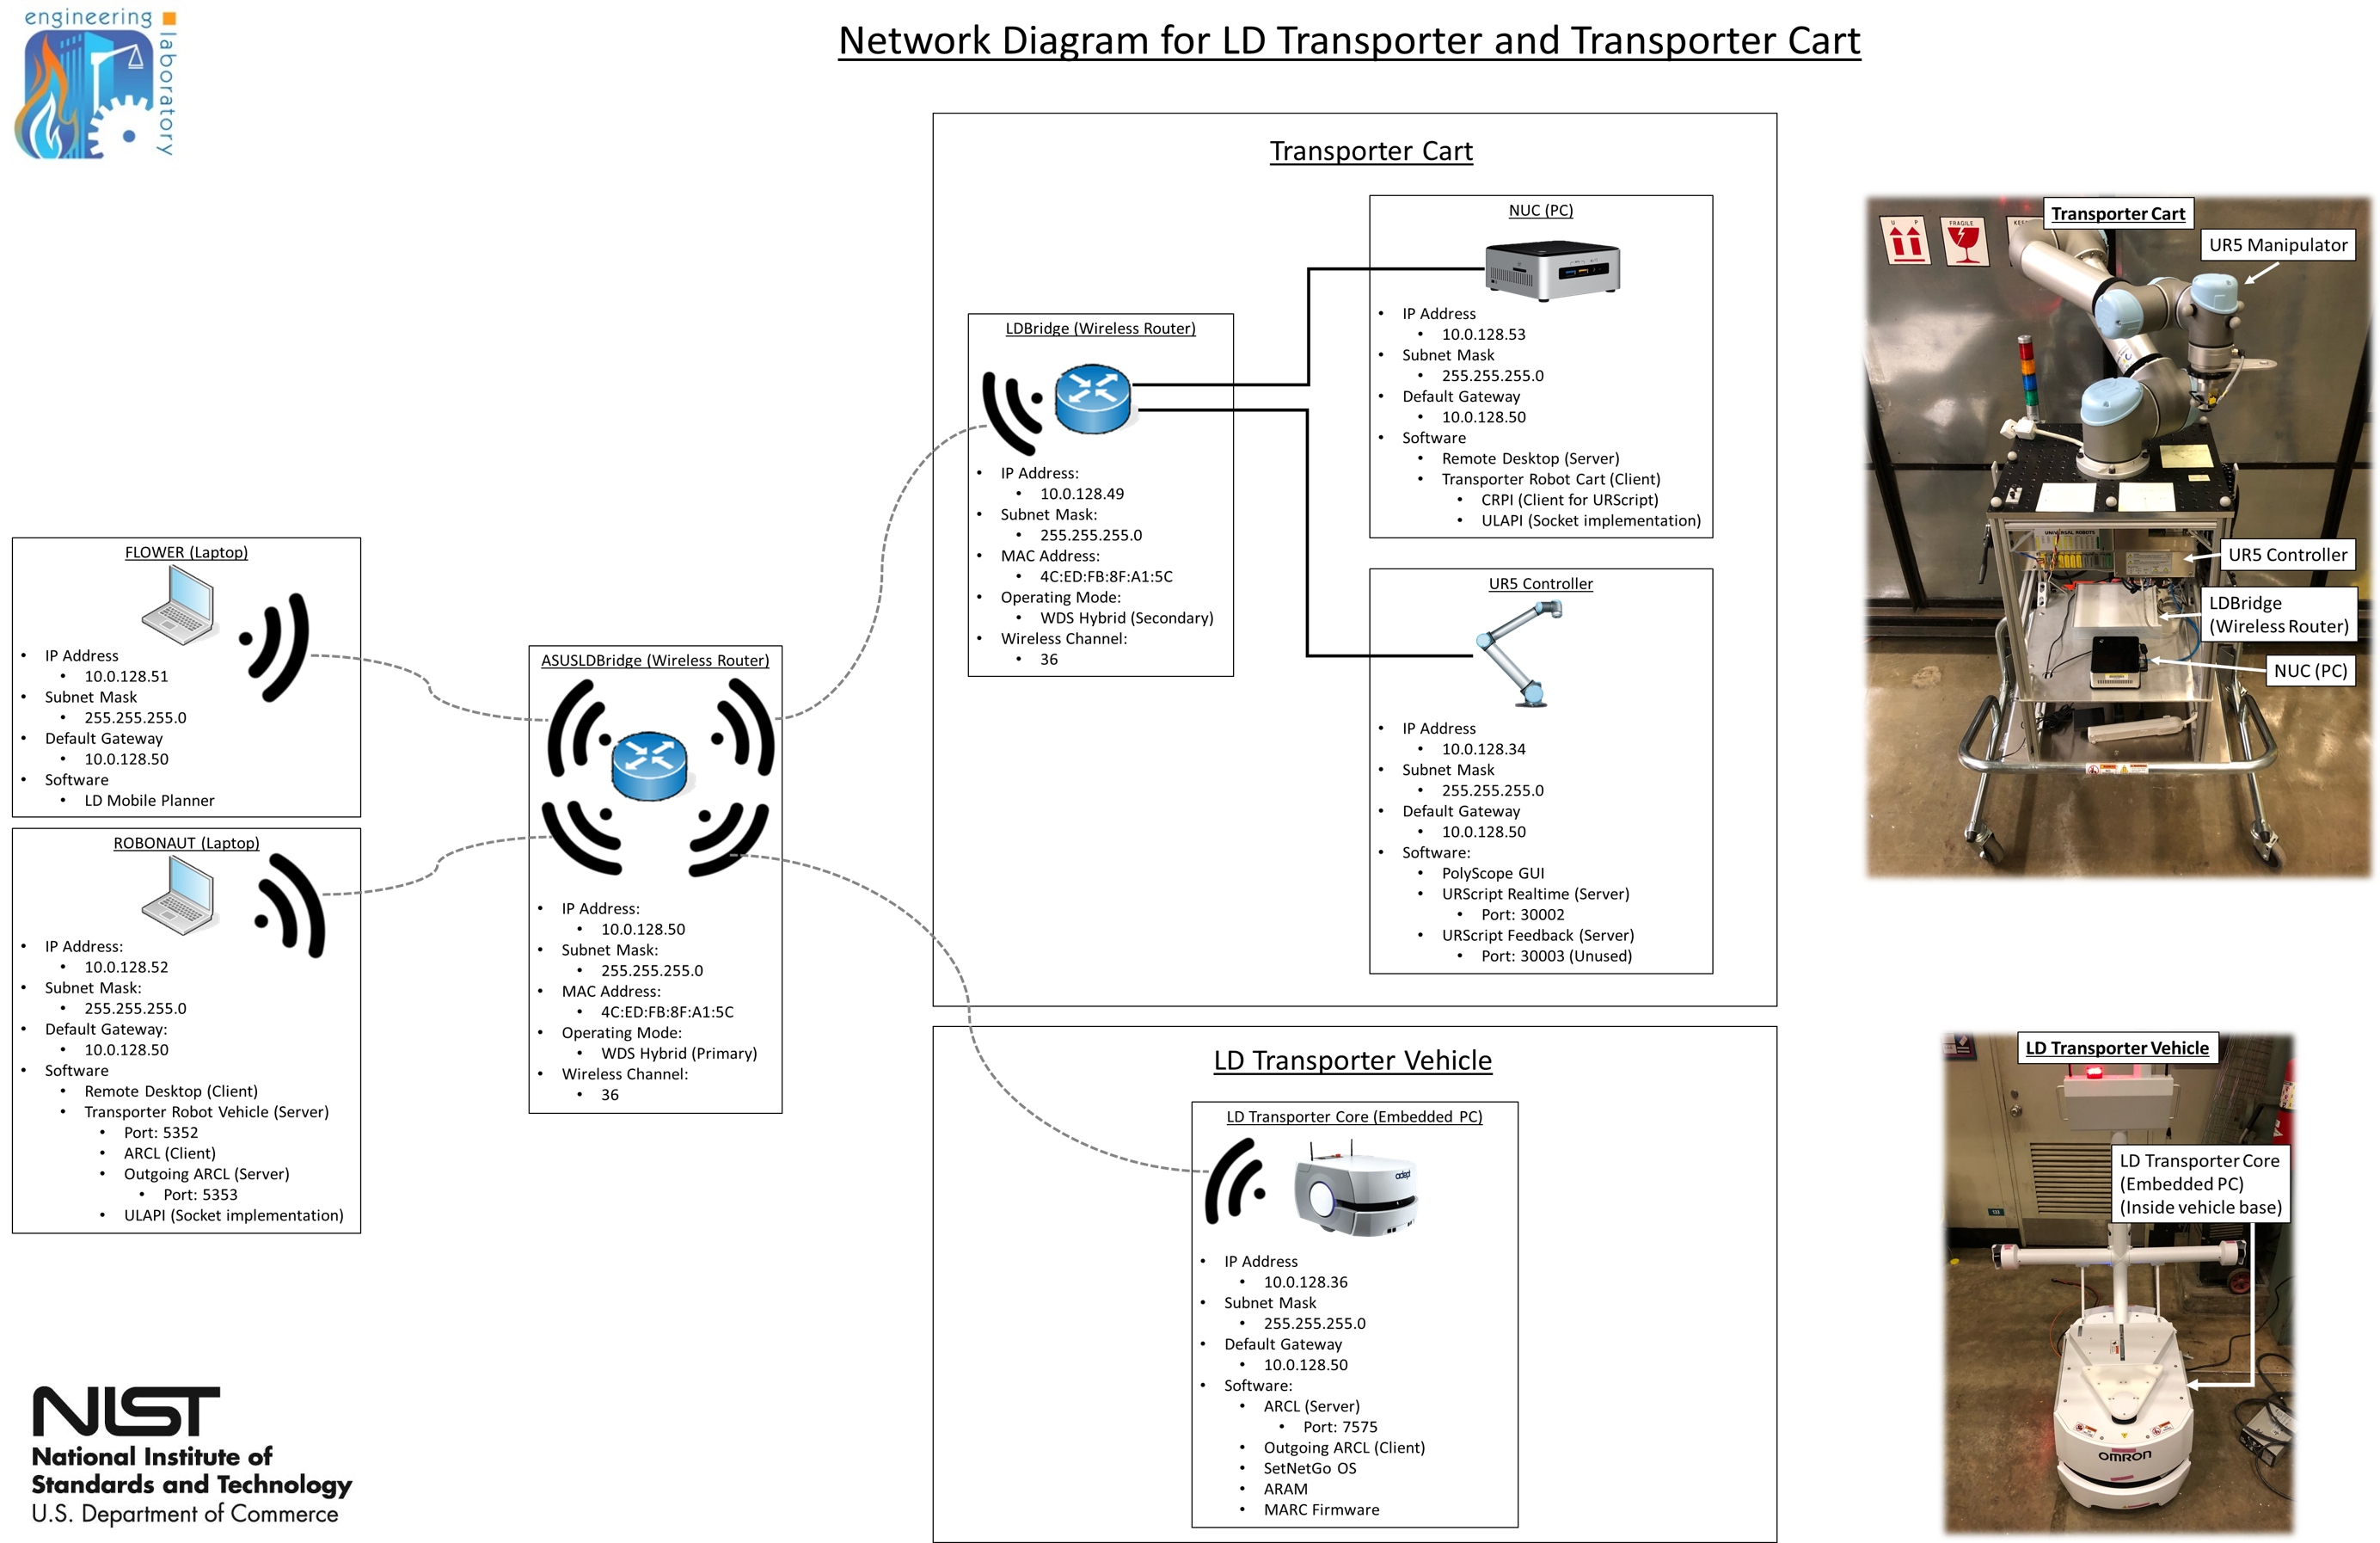 engineering
laboratory
Network Diagram for LD Transporter and Transporter Cart
FLOWER (Laptop)
• IP Address
• 10.0.128.51
• Subnet Mask
• 255.255.255.0
• Default Gateway
• 10.0.128.50
• Software
• LD Mobile Planner
ROBONAUT (Laptop)
• IP Address:
• 10.0.128.52
• Subnet Mask:
• 255.255.255.0
• Default Gateway:
• 10.0.128.50
• Software
• Remote Desktop (Client)
• Transporter Robot Vehicle (Server)
• Port: 5352
• ARCL (Client)
• Outgoing ARCL (Server)
• Port: 5353
• ULAPI (Socket implementation)
ASUSLDBridge (Wireless Router)
• IP Address:
• 10.0.128.50
• Subnet Mask:
• 255.255.255.0
• MAC Address:
• 4C:ED:FB:8F:A1:5C
• Operating Mode:
• WDS Hybrid (Primary)
• Wireless Channel:
• 36
Transporter Cart
LDBridge (Wireless Router)
• IP Address:
• 10.0.128.49
• Subnet Mask:
• 255.255.255.0
• MAC Address:
• 4C:ED:FB:8F:A1:5C
• Operating Mode:
• WDS Hybrid (Secondary)
• Wireless Channel:
• 36
NUC (PC)
• IP Address
• 10.0.128.53
• Subnet Mask
• 255.255.255.0
• Default Gateway
• 10.0.128.50
• Software
• Remote Desktop (Server)
• Transporter Robot Cart (Client)
• CRPI (Client for URScript)
• ULAPI (Socket implementation)
UR5 Controller
• IP Address
• 10.0.128.34
• Subnet Mask
• 255.255.255.0
• Default Gateway
• 10.0.128.50
• Software:
• PolyScope GUI
• URScript Realtime (Server)
• Port: 30002
• URScript Feedback (Server)
• Port: 30003 (Unused)
LD Transporter Vehicle
LD Transporter Core (Embedded PC)
adept
• IP Address
• 10.0.128.36
• Subnet Mask
• 255.255.255.0
• Default Gateway
• 10.0.128.50
• Software:
• ARCL (Server)
• Port: 7575
• Outgoing ARCL (Client)
• SetNetGo OS
• ARAM
• MARC Firmware
Transporter Cart
U P
FRAGILE
UR5 Manipulator
UNIVERSAL ROBOTS
UR5 Controller
LDBridge
(Wireless Router)
NUC (PC)
LD Transporter Vehicle
LD Transporter Core
(Embedded PC)
(Inside vehicle base)
OMRON
NIST
National Institute of
Standards and Technology
U.S. Department of Commerce